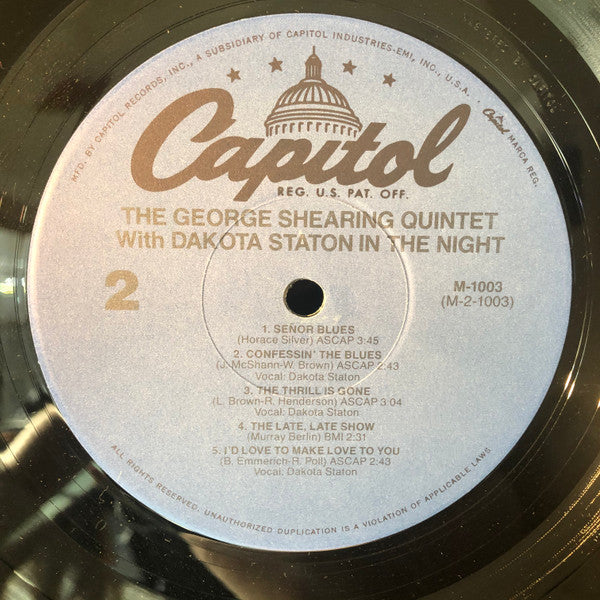 MFD. BY CAPITOL RECORDS, INC., A SUBSIDIARY OF CAPITOL INDUSTRIES-EMI, INC., U.S.A. . Capitol MARCA REG.
Capitol
REG. U.S. PAT. OFF.
THE GEORGE SHEARING QUINTET
With DAKOTA STATON IN THE NIGHT
2
M-1003
(M-2-1003)
1. SEÑOR BLUES
(Horace Silver) ASCAP 3:45
2. CONFESSIN' THE BLUES
(J. McShann-W. Brown) ASCAP 2:43
Vocal: Dakota Staton
3. THE THRILL IS GONE
(L. Brown-R. Henderson) ASCAP 3:04
Vocal: Dakota Staton
4. THE LATE, LATE SHOW
(Murray Berlin) BMI 2:31
5. I'D LOVE TO MAKE LOVE TO YOU
(B. Emmerich-R. Poll) ASCAP 2:43
Vocal: Dakota Staton
ALL RIGHTS RESERVED. UNAUTHORIZED DUPLICATION IS A VIOLATION OF APPLICABLE LAWS